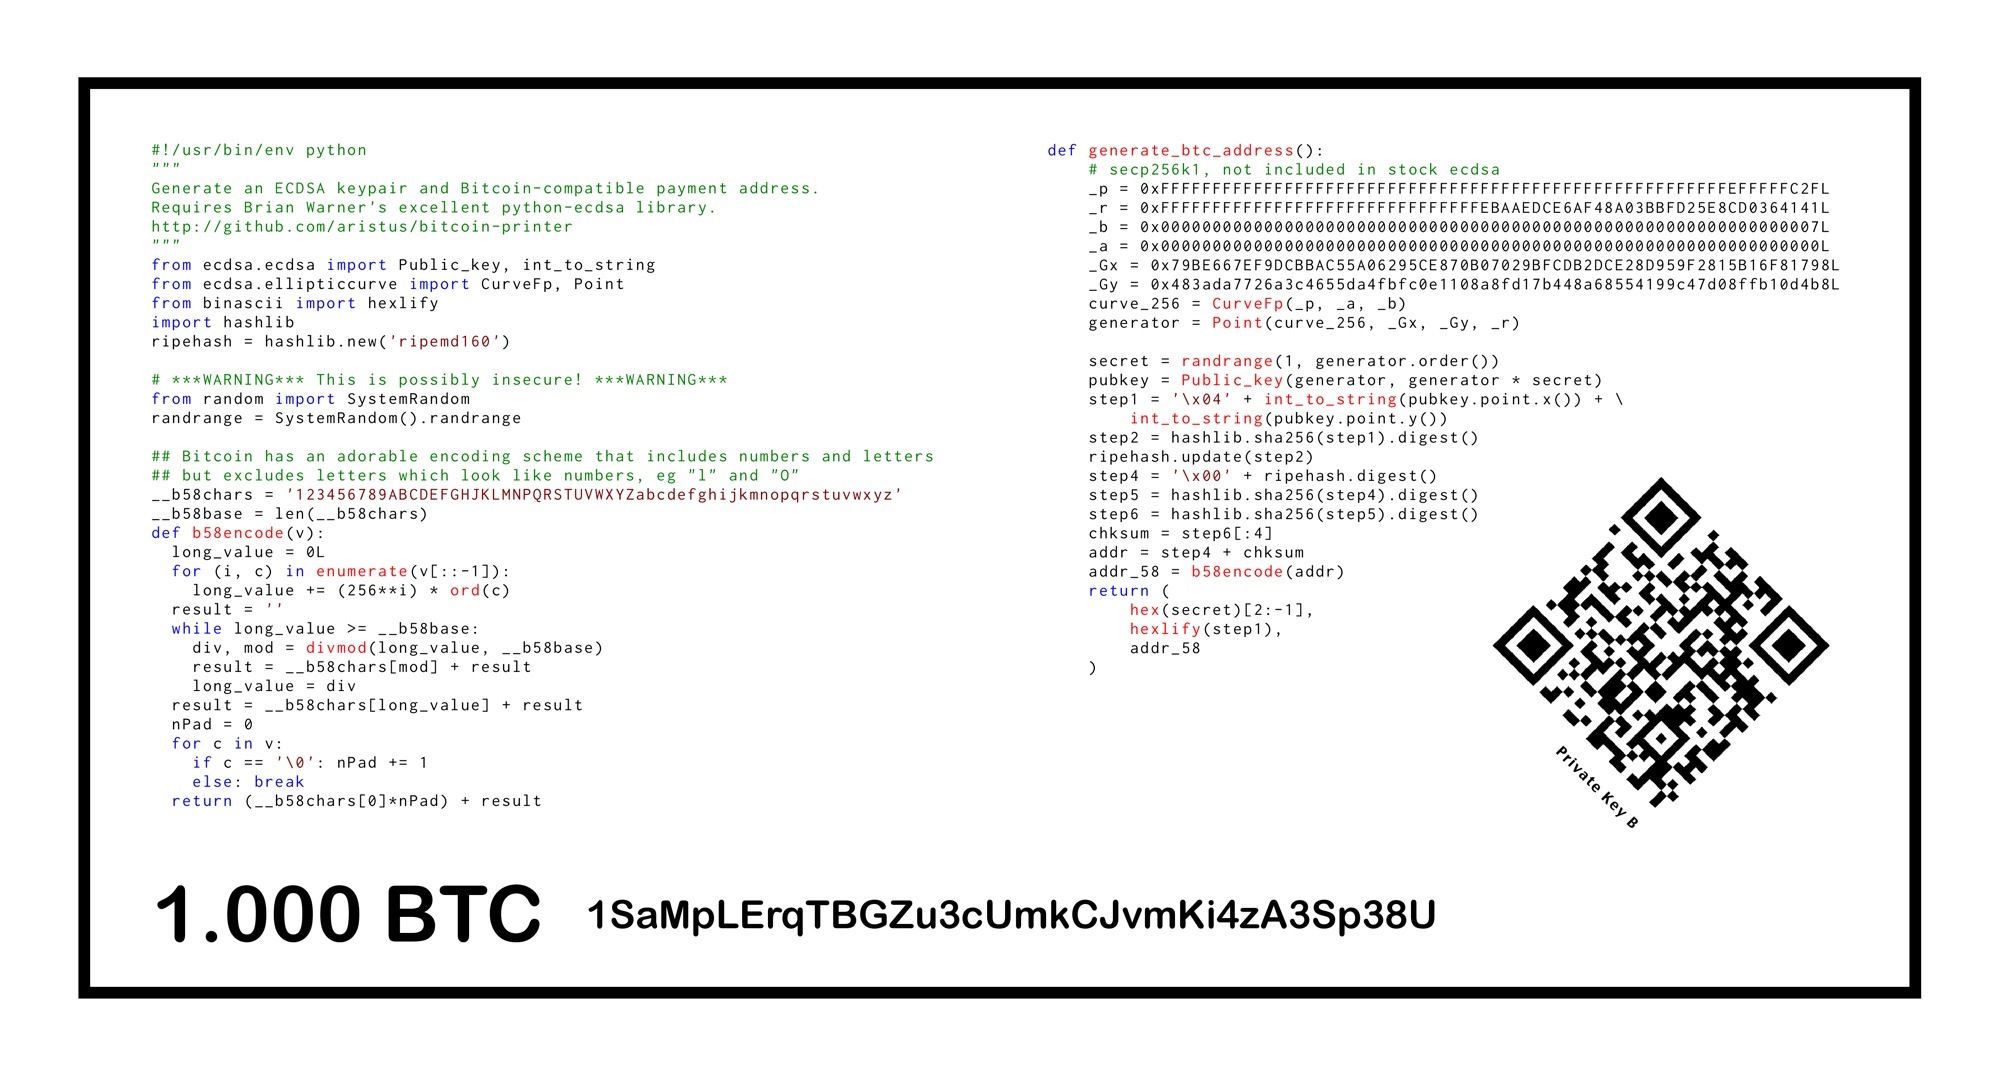 #!/usr/bin/env python
"""
Generate an ECDSA keypair and Bitcoin-compatible payment address.
Requires Brian Warner's excellent python-ecdsa library.
http://github.com/aristus/bitcoin-printer
"""
from ecdsa.ecdsa import Public_key, int_to_string
from ecdsa.ellipticcurve import CurveFp, Point
from binascii import hexlify
import hashlib
ripehash = hashlib.new('ripemd160')
# ***WARNING*** This is possibly insecure! ***WARNING***
from random import SystemRandom
randrange = SystemRandom().randrange
## Bitcoin has an adorable encoding scheme that includes numbers and letters
## but excludes letters which look like numbers, eg "l" and "O"
__b58chars = '123456789ABCDEFGHJKLMNPQRSTUVWXYZabcdefghijkmnopqrstuvwxyz'
__b58base = len(__b58chars)
def b58encode(v):
  long_value = 0L
  for (i, c) in enumerate(v[::-1]):
    long_value += (256**i) * ord(c)
  result = ''
  while long_value >= __b58base:
    div, mod = divmod(long_value, __b58base)
    result = __b58chars[mod] + result
    long_value = div
  result = __b58chars[long_value] + result
  nPad = 0
  for c in v:
    if c == '\0': nPad += 1
    else: break
  return (__b58chars[0]*nPad) + result
def generate_btc_address():
    # secp256k1, not included in stock ecdsa
    _p = 0xFFFFFFFFFFFFFFFFFFFFFFFFFFFFFFFFFFFFFFFFFFFFFFFFFFFFFFFEFFFFFC2FL
    _r = 0xFFFFFFFFFFFFFFFFFFFFFFFFFFFFFFFEBAAEDCE6AF48A03BBFD25E8CD0364141L
    _b = 0x0000000000000000000000000000000000000000000000000000000000000007L
    _a = 0x0000000000000000000000000000000000000000000000000000000000000000L
    _Gx = 0x79BE667EF9DCBBAC55A06295CE870B07029BFCDB2DCE28D959F2815B16F81798L
    _Gy = 0x483ada7726a3c4655da4fbfc0e1108a8fd17b448a68554199c47d08ffb10d4b8L
    curve_256 = CurveFp(_p, _a, _b)
    generator = Point(curve_256, _Gx, _Gy, _r)
    secret = randrange(1, generator.order())
    pubkey = Public_key(generator, generator * secret)
    step1 = '\x04' + int_to_string(pubkey.point.x()) + \
        int_to_string(pubkey.point.y())
    step2 = hashlib.sha256(step1).digest()
    ripehash.update(step2)
    step4 = '\x00' + ripehash.digest()
    step5 = hashlib.sha256(step4).digest()
    step6 = hashlib.sha256(step5).digest()
    chksum = step6[:4]
    addr = step4 + chksum
    addr_58 = b58encode(addr)
    return (
        hex(secret)[2:-1],
        hexlify(step1),
        addr_58
    )
Private Key B
1.000 BTC
1SaMpLErqTBGZu3cUmkCJvmKi4zA3Sp38U